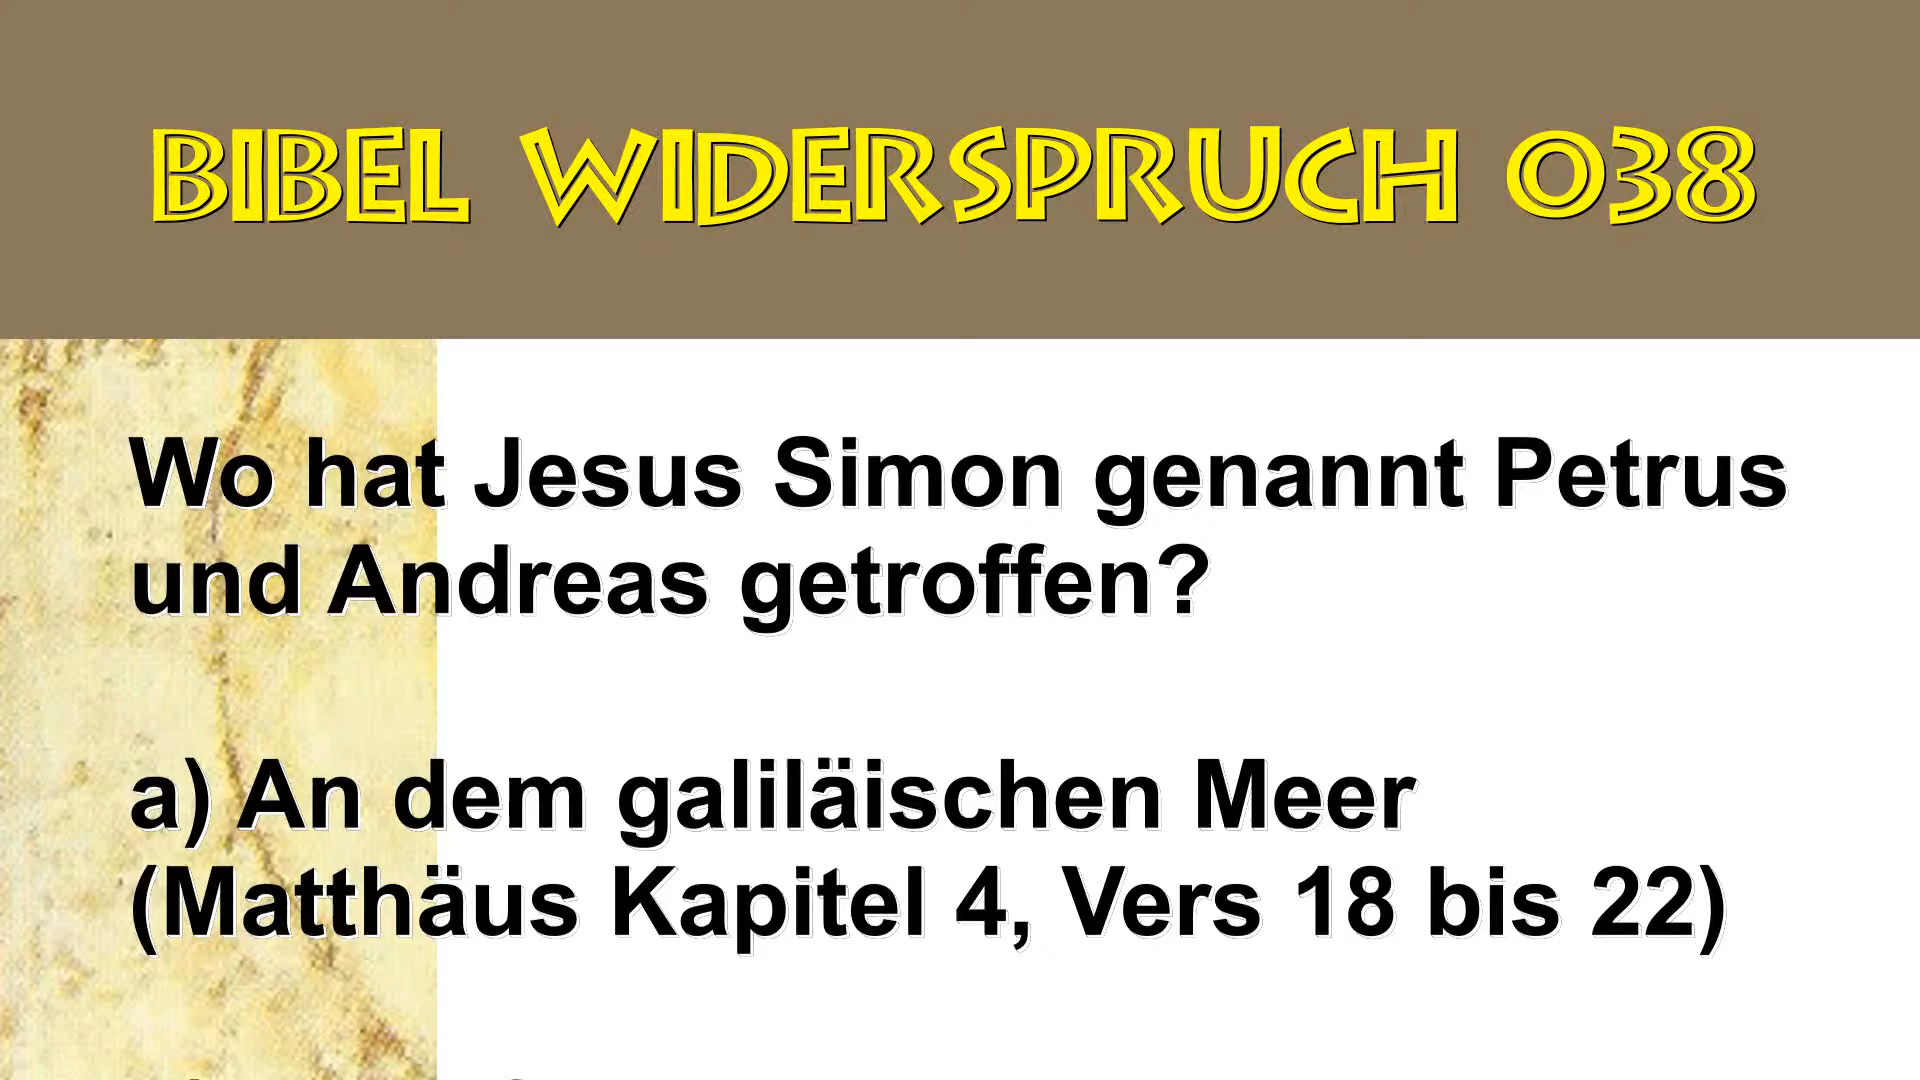 BIBEL WIDERSPRUCH 038
Wo hat Jesus Simon genannt Petrus
und Andreas getroffen?
a) An dem galiläischen Meer
(Matthäus Kapitel 4, Vers 18 bis 22)